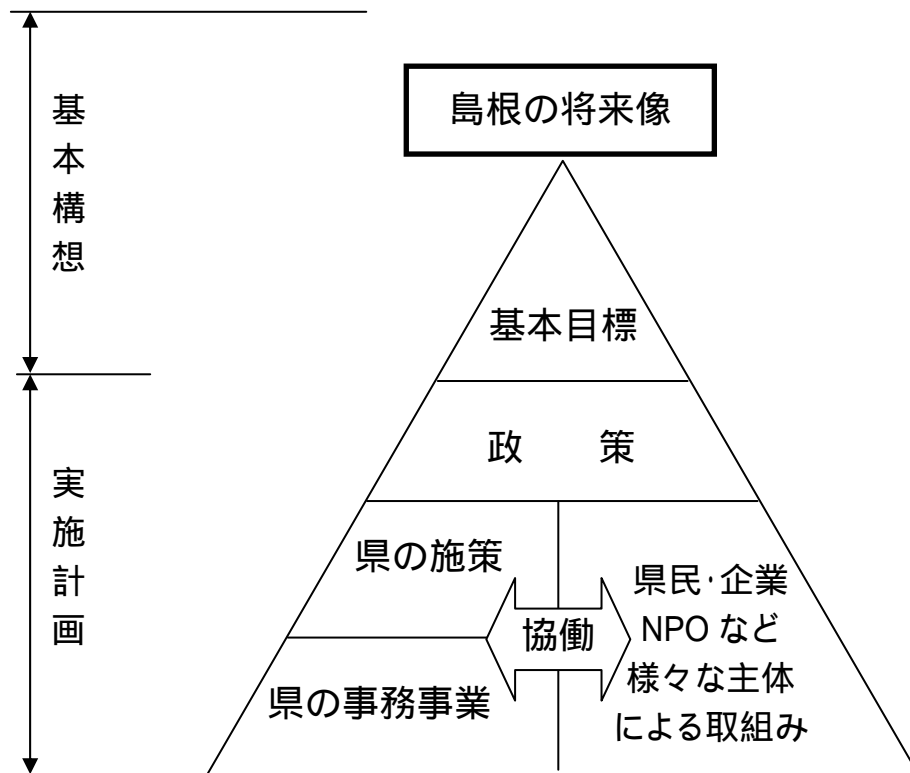 基本構想
島根の将来像
基本目標
政　策
実施計画
県の施策
協働
県の事務事業
県民・企業
NPO など
様々な主体
による取組み